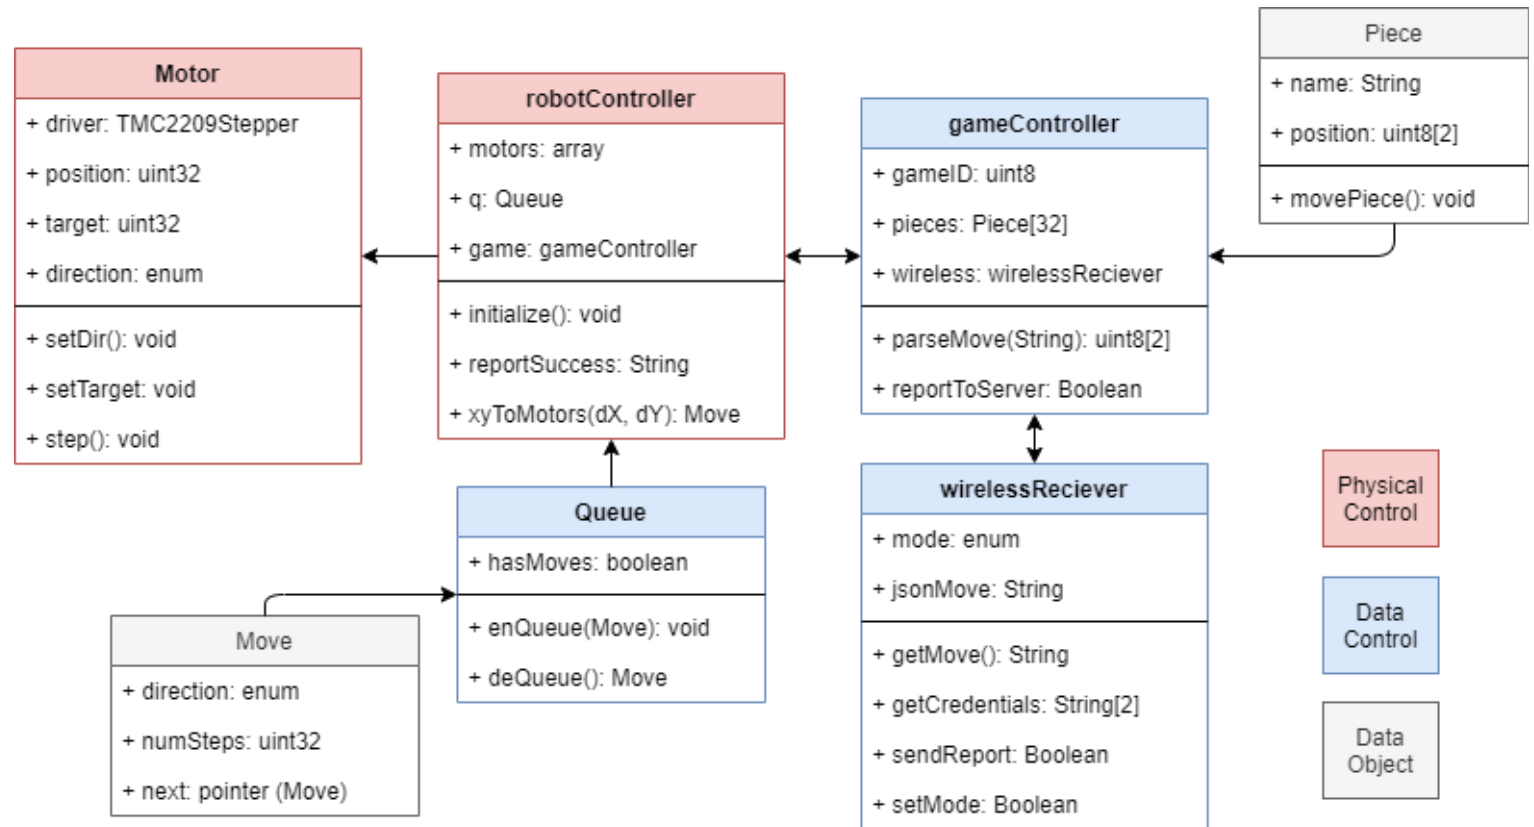 Motor
+ driver: TMC2209Stepper
+ position: uint32
+ target: uint32
+ direction: enum
+ setDir(): void
+ setTarget: void
+ step(): void
robotController
+ motors: array
+ q: Queue
+ game: gameController
+ initialize(): void
+ reportSuccess: String
+ xyToMotors(dX, dY): Move
gameController
+ gameID: uint8
+ pieces: Piece[32]
+ wireless: wirelessReciever
+ parseMove(String): uint8[2]
+ reportToServer: Boolean
Piece
+ name: String
+ position: uint8[2]
+ movePiece(): void
Queue
+ hasMoves: boolean
+ enQueue(Move): void
+ deQueue(): Move
Move
+ direction: enum
+ numSteps: uint32
+ next: pointer (Move)
wirelessReciever
+ mode: enum
+ jsonMove: String
+ getMove(): String
+ getCredentials: String[2]
+ sendReport: Boolean
+ setMode: Boolean
Physical
Control
Data
Control
Data
Object